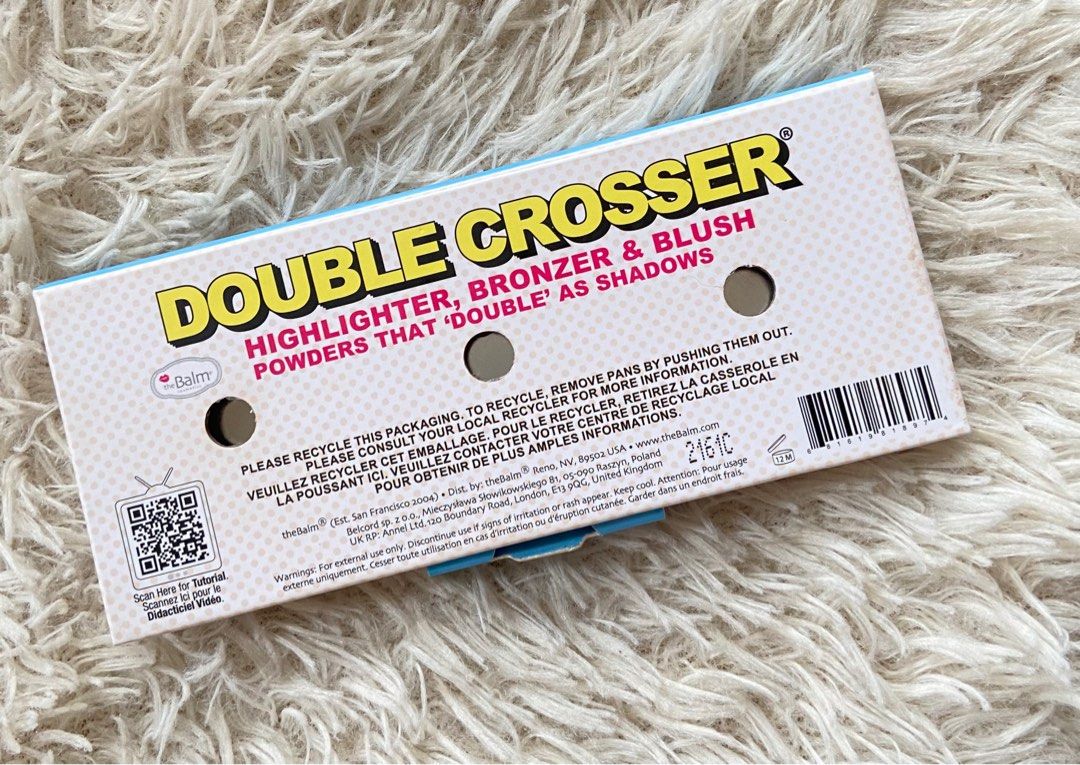 DOUBLE CROSSER®
HIGHLIGHTER, BRONZER & BLUSH
POWDERS THAT 'DOUBLE' AS SHADOWS
theBalm®
COSMETICS
PLEASE RECYCLE THIS PACKAGING. TO RECYCLE, REMOVE PANS BY PUSHING THEM OUT.
PLEASE CONSULT YOUR LOCAL RECYCLER FOR MORE INFORMATION.
VEUILLEZ RECYCLER CET EMBALLAGE. POUR LE RECYCLER, RETIREZ LA CASSEROLE EN
LA POUSSANT ICI. VEUILLEZ CONTACTER VOTRE CENTRE DE RECYCLAGE LOCAL
POUR OBTENIR DE PLUS AMPLES INFORMATIONS.
theBalm® (Est. San Francisco 2004) • Dist. by: theBalm® Reno, NV, 89502 USA • www.theBalm.com
Belcord sp. z o.o., Mieczysława Słowikowskiego 81, 05-090 Raszyn, Poland
UK RP: Annel Ltd. 120 Boundary Road, London, E13 9QG, United Kingdom
2161C
12 M
6 81619 81897 4
Warnings: For external use only. Discontinue use if signs of irritation or rash appear. Keep cool. Attention: Pour usage
externe uniquement. Cesser toute utilisation en cas d'irritation ou d'éruption cutanée. Garder dans un endroit frais.
Scan Here for Tutorial.
Scannez Ici pour le
Didacticiel Vidéo.